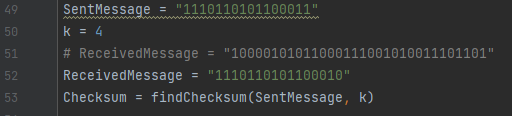 49 SentMessage = "1110110101100011"
50 k = 4
51 # ReceivedMessage = "10000101011000111001010011101101"
52 ReceivedMessage = "1110110101100010"
53 Checksum = findChecksum(SentMessage, k)